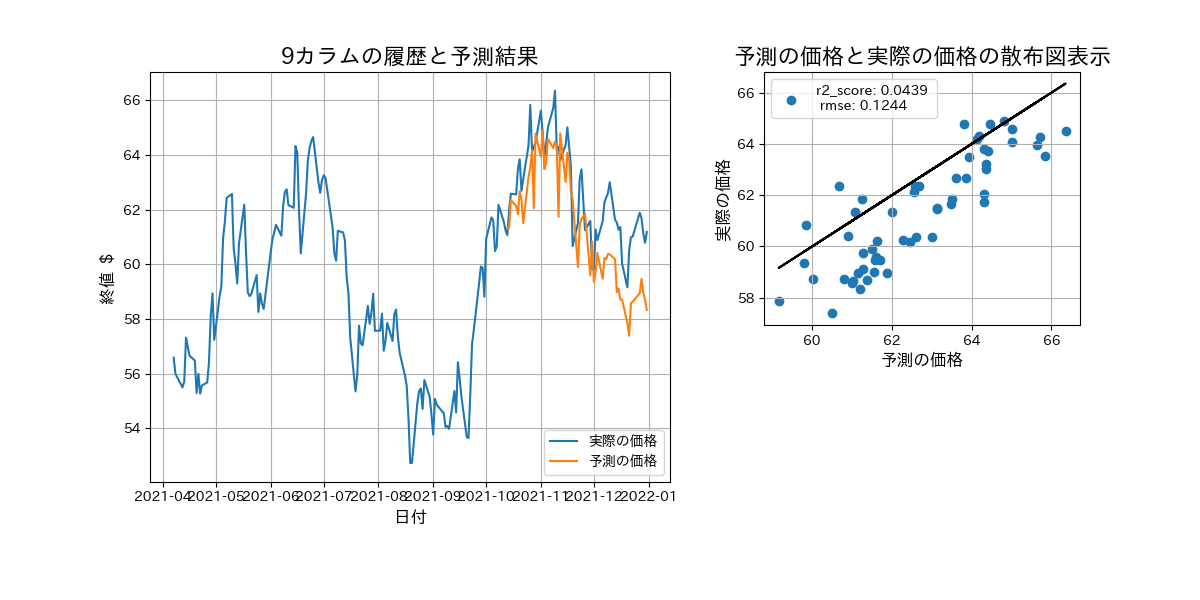 9カラムの履歴と予測結果
終値 $
66
64
62
60
58
56
54
2021-04
2021-05
2021-06
2021-07
2021-08
2021-09
2021-10
2021-11
2021-12
2022-01
日付
実際の価格
予測の価格
予測の価格と実際の価格の散布図表示
r2_score: 0.0439
rmse: 0.1244
実際の価格
66
64
62
60
58
60
62
64
66
予測の価格